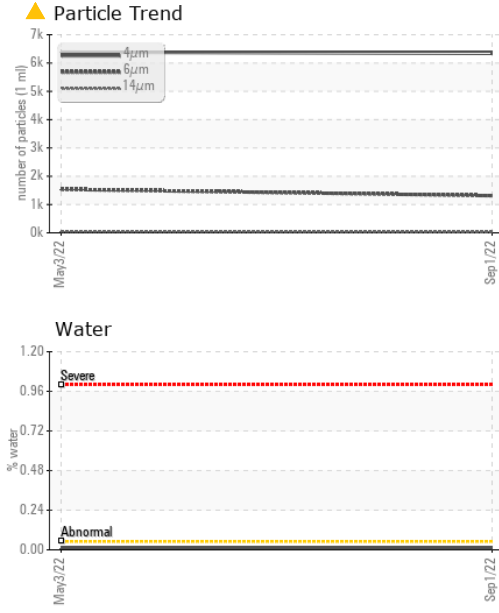 Particle Trend
number of particles (1 ml)
7k
6k
5k
4k
3k
2k
1k
0k
4µm
6µm
14µm
May3/22
Sep1/22
Water
% water
1.20
0.96
0.72
0.48
0.24
0.00
Severe
Abnormal
May3/22
Sep1/22